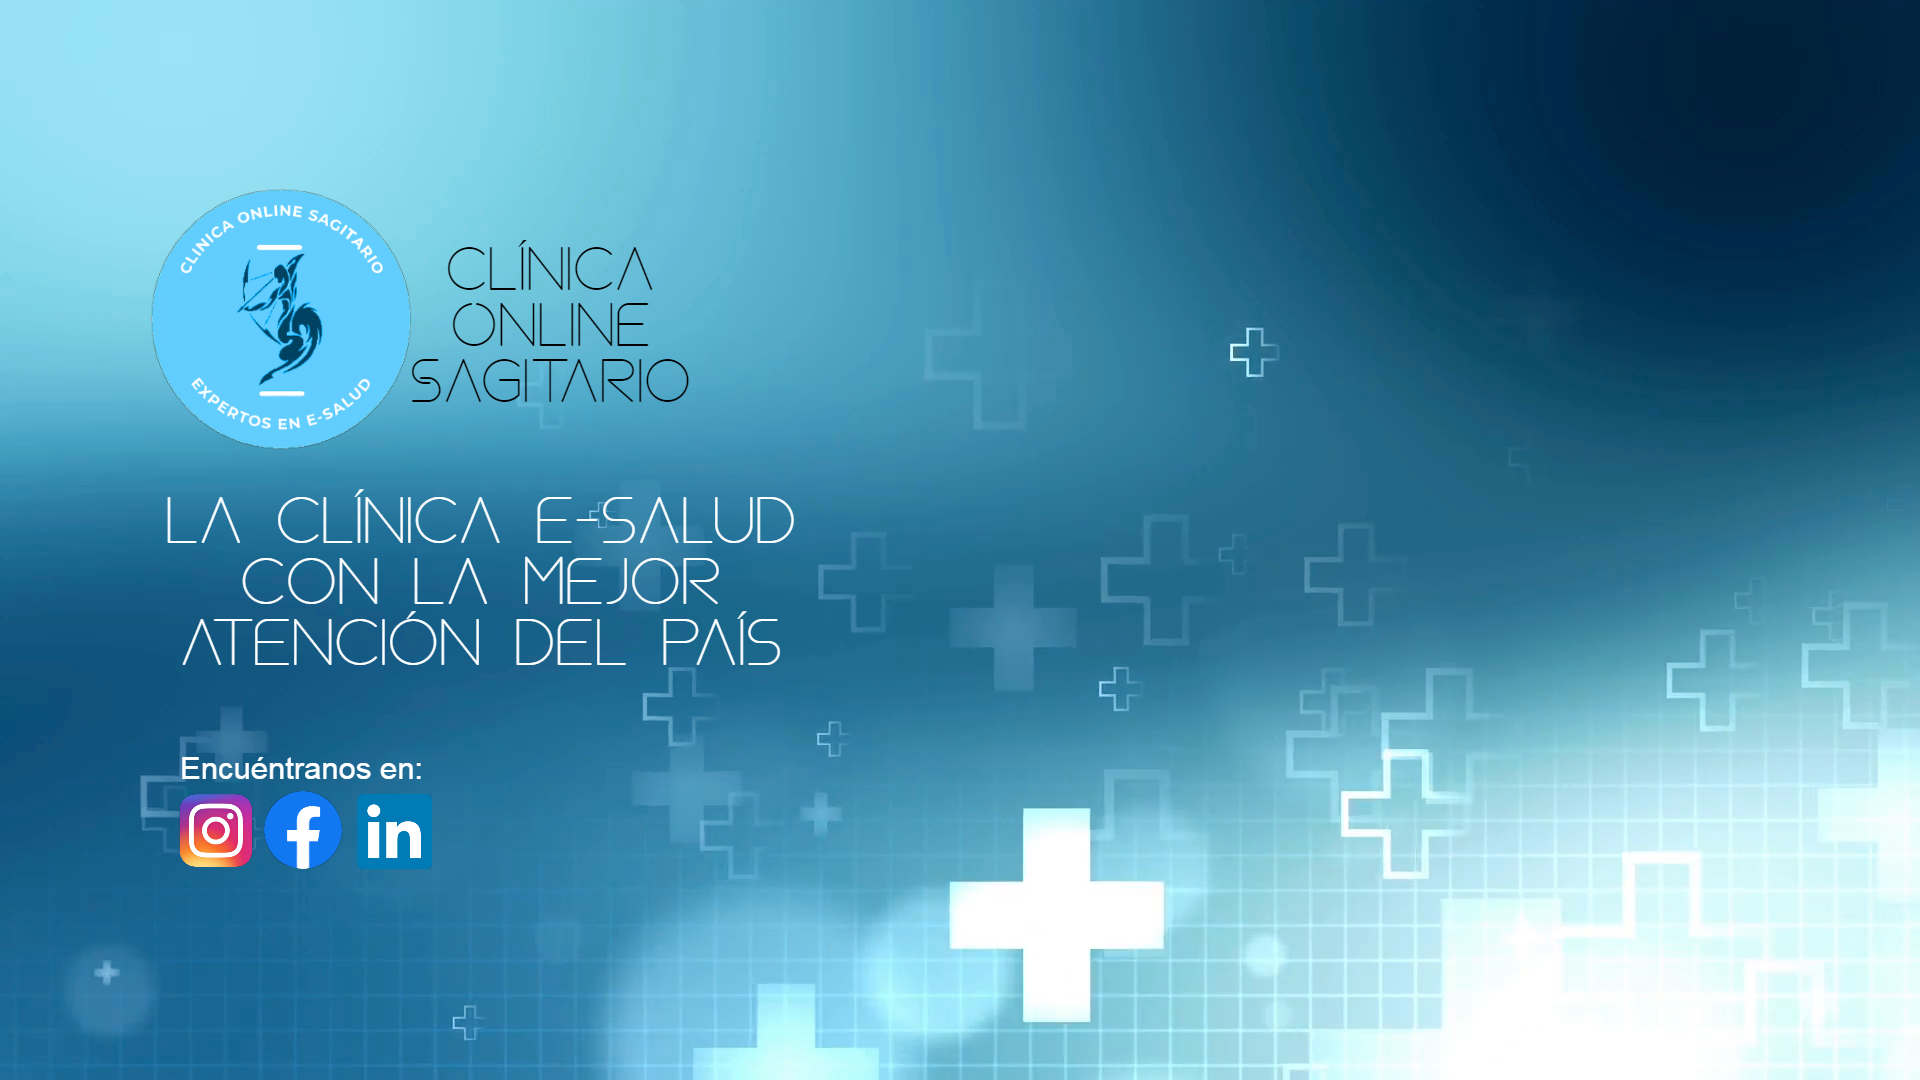 CLINICA ONLINE SAGITARIO
EXPERTOS EN E-SALUD
CLÍNICA
ONLINE
SAGITARIO
LA CLÍNICA E-SALUD
CON LA MEJOR
ATENCIÓN DEL PAÍS
Encuéntranos en:
in